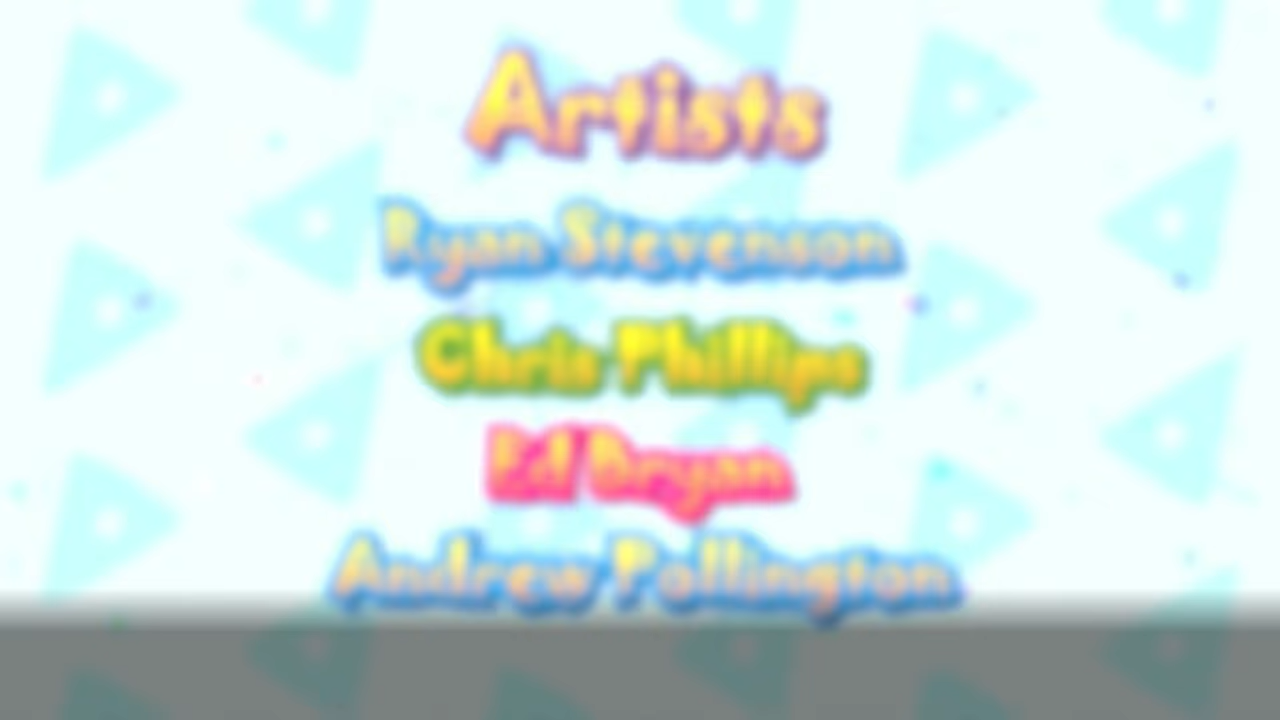 Artists
Ryan Stevenson
Chris Phillips
Ed Bryan
Andrew Pollington